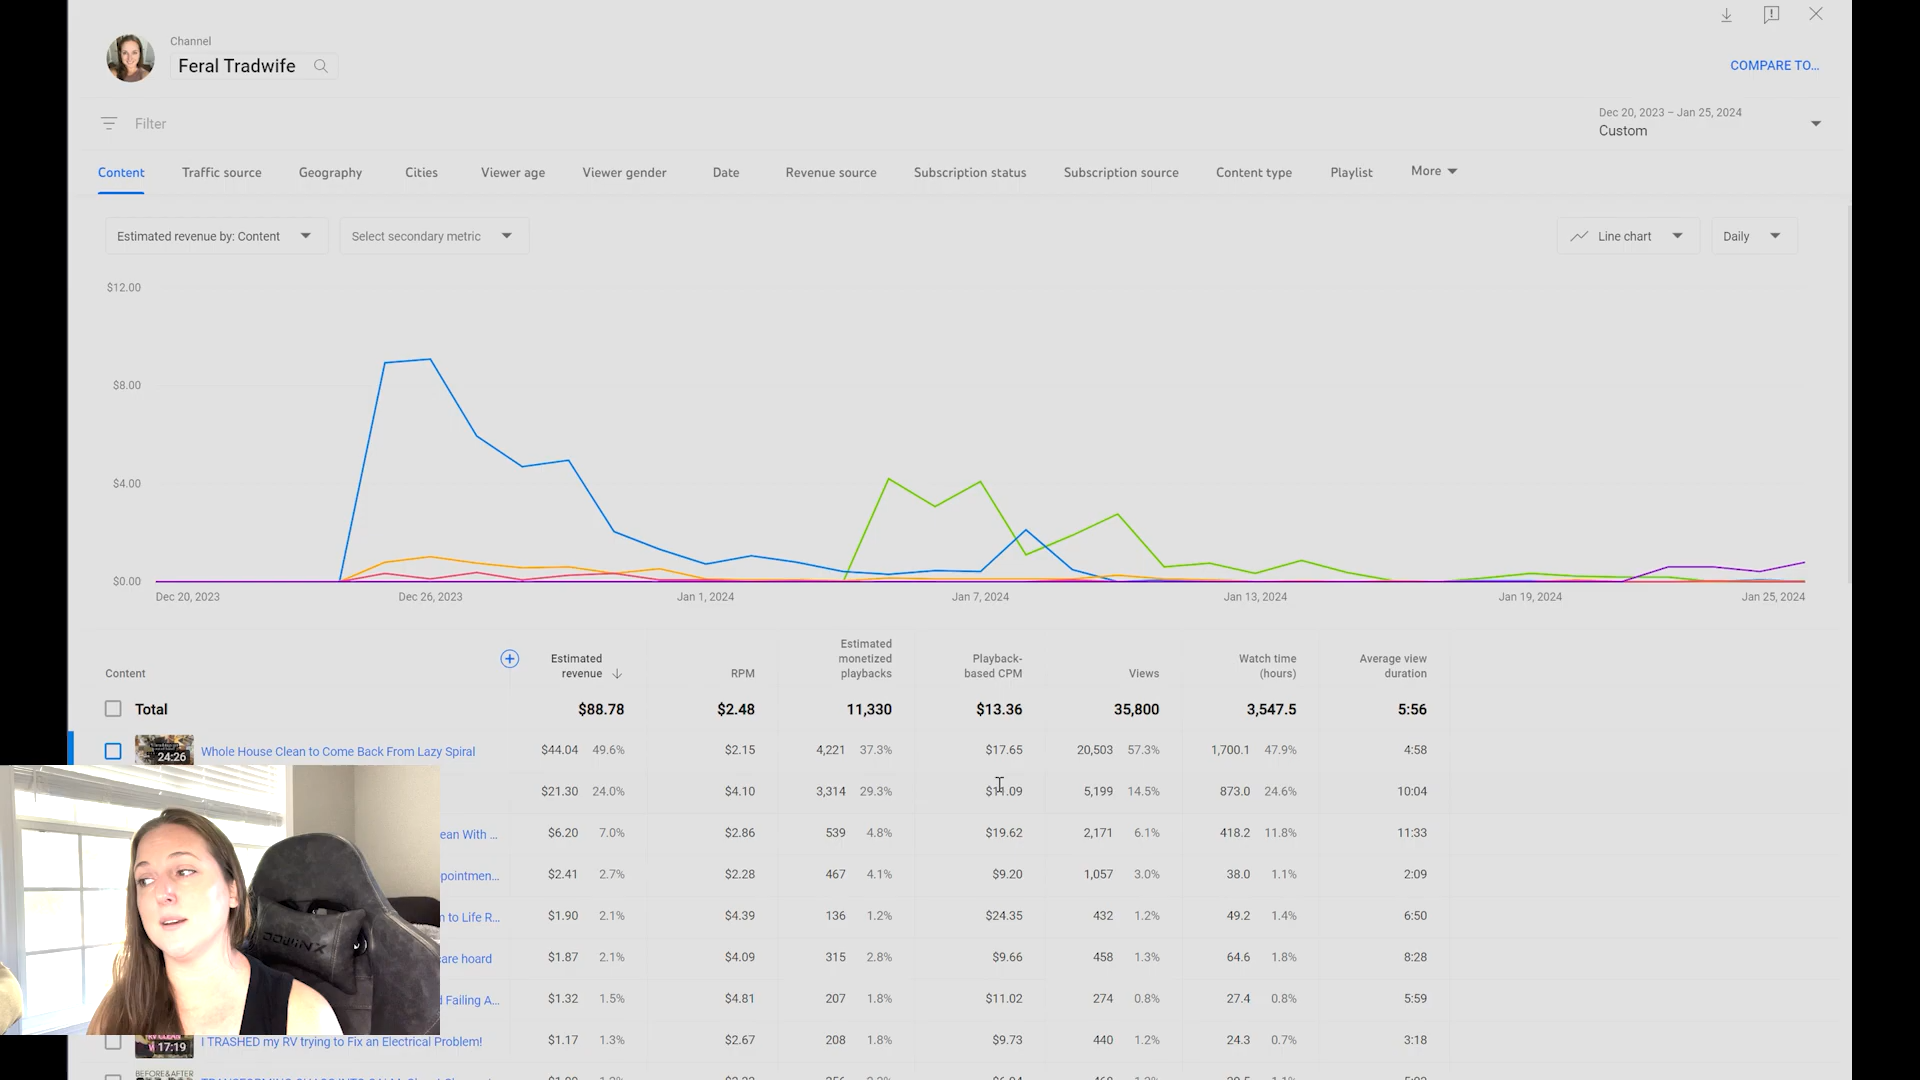 Channel
Feral Tradwife
COMPARE TO...
Filter
Dec 20, 2023 – Jan 25, 2024
Custom
Content Traffic source Geography Cities Viewer age Viewer gender Date Revenue source Subscription status Subscription source Content type Playlist More
Estimated revenue by: Content Select secondary metric Line chart Daily
$12.00
$8.00
$4.00
$0.00
Dec 20, 2023 Dec 26, 2023 Jan 1, 2024 Jan 7, 2024 Jan 13, 2024 Jan 19, 2024 Jan 25, 2024
Content Estimated revenue RPM Estimated monetized playbacks Playback-based CPM Views Watch time (hours) Average view duration
Total $88.78 $2.48 11,330 $13.36 35,800 3,547.5 5:56
24:26 Whole House Clean to Come Back From Lazy Spiral $44.04 49.6% $2.15 4,221 37.3% $17.65 20,503 57.3% 1,700.1 47.9% 4:58
$21.30 24.0% $4.10 3,314 29.3% $11.09 5,199 14.5% 873.0 24.6% 10:04
ean With ... $6.20 7.0% $2.86 539 4.8% $19.62 2,171 6.1% 418.2 11.8% 11:33
pointmen... $2.41 2.7% $2.28 467 4.1% $9.20 1,057 3.0% 38.0 1.1% 2:09
n to Life R... $1.90 2.1% $4.39 136 1.2% $24.35 432 1.2% 49.2 1.4% 6:50
are hoard $1.87 2.1% $4.09 315 2.8% $9.66 458 1.3% 64.6 1.8% 8:28
d Failing A... $1.32 1.5% $4.81 207 1.8% $11.02 274 0.8% 27.4 0.8% 5:59
17:19 I TRASHED my RV trying to Fix an Electrical Problem! $1.17 1.3% $2.67 208 1.8% $9.73 440 1.2% 24.3 0.7% 3:18
BEFORE&AFTER